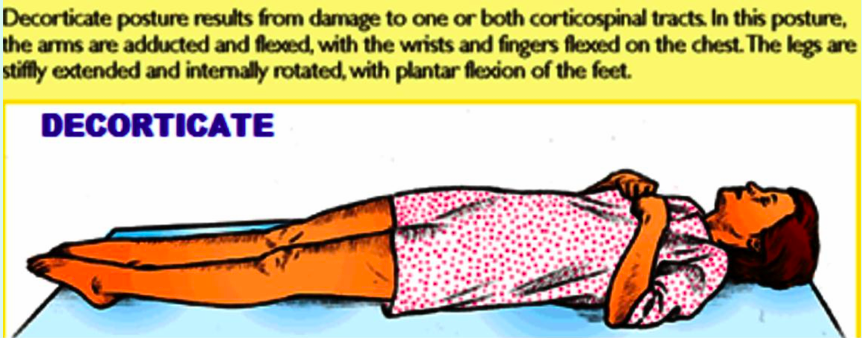 Decorticate posture results from damage to one or both corticospinal tracts. In this posture,
the arms are adducted and flexed, with the wrists and fingers flexed on the chest. The legs are
stiffly extended and internally rotated, with plantar flexion of the feet.
DECORTICATE